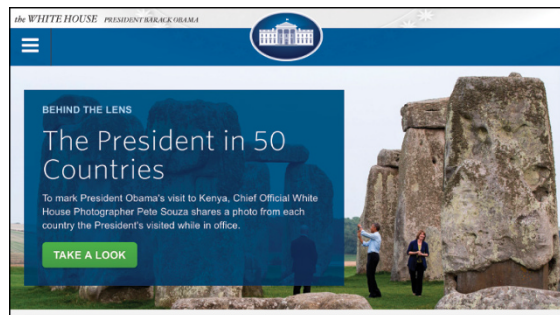 the WHITE HOUSE PRESIDENT BARACK OBAMA
BEHIND THE LENS
The President in 50
Countries
To mark President Obama's visit to Kenya, Chief Official White
House Photographer Pete Souza shares a photo from each
country the President's visited while in office.
TAKE A LOOK